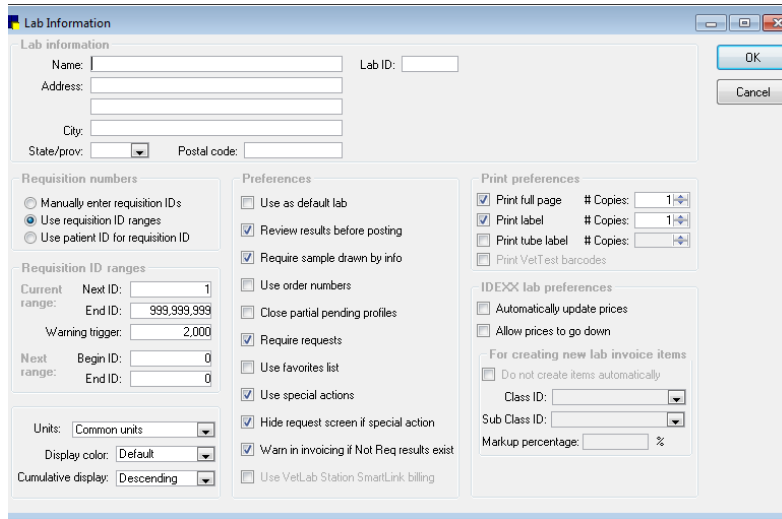 Lab Information
Lab information
Name:
Lab ID:
OK
Address:
Cancel
City:
State/prov:
Postal code:
Requisition numbers
Manually enter requisition IDs
Use requisition ID ranges
Use patient ID for requisition ID
Requisition ID ranges
Current range:
Next ID: 1
End ID: 999,999,999
Warning trigger: 2,000
Next range:
Begin ID: 0
End ID: 0
Units: Common units
Display color: Default
Cumulative display: Descending
Preferences
Use as default lab
Review results before posting
Require sample drawn by info
Use order numbers
Close partial pending profiles
Require requests
Use favorites list
Use special actions
Hide request screen if special action
Warn in invoicing if Not Req results exist
Use VetLab Station SmartLink billing
Print preferences
Print full page # Copies: 1
Print label # Copies: 1
Print tube label # Copies:
Print VetTest barcodes
IDEXX lab preferences
Automatically update prices
Allow prices to go down
For creating new lab invoice items
Do not create items automatically
Class ID:
Sub Class ID:
Markup percentage: %